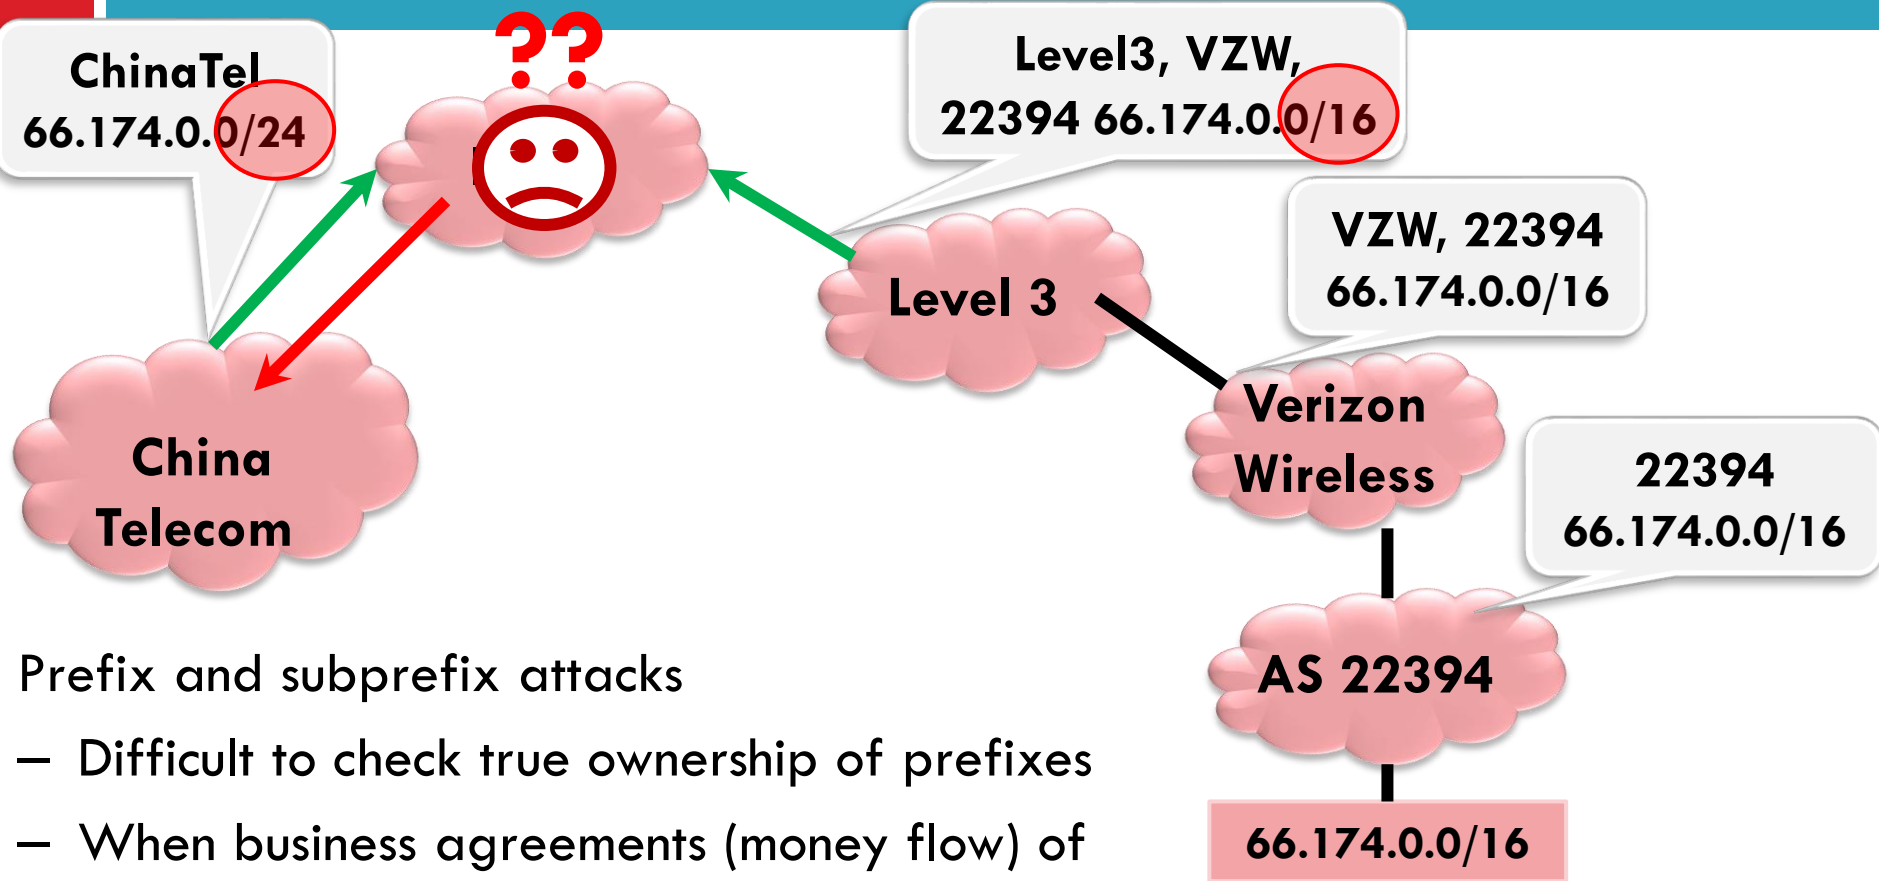 ??
ChinaTel
66.174.0.0/24
Level3, VZW,
22394 66.174.0.0/16
VZW, 22394
66.174.0.0/16
Level 3
Verizon
Wireless
China
Telecom
22394
66.174.0.0/16
AS 22394
66.174.0.0/16
Prefix and subprefix attacks
– Difficult to check true ownership of prefixes
– When business agreements (money flow) of